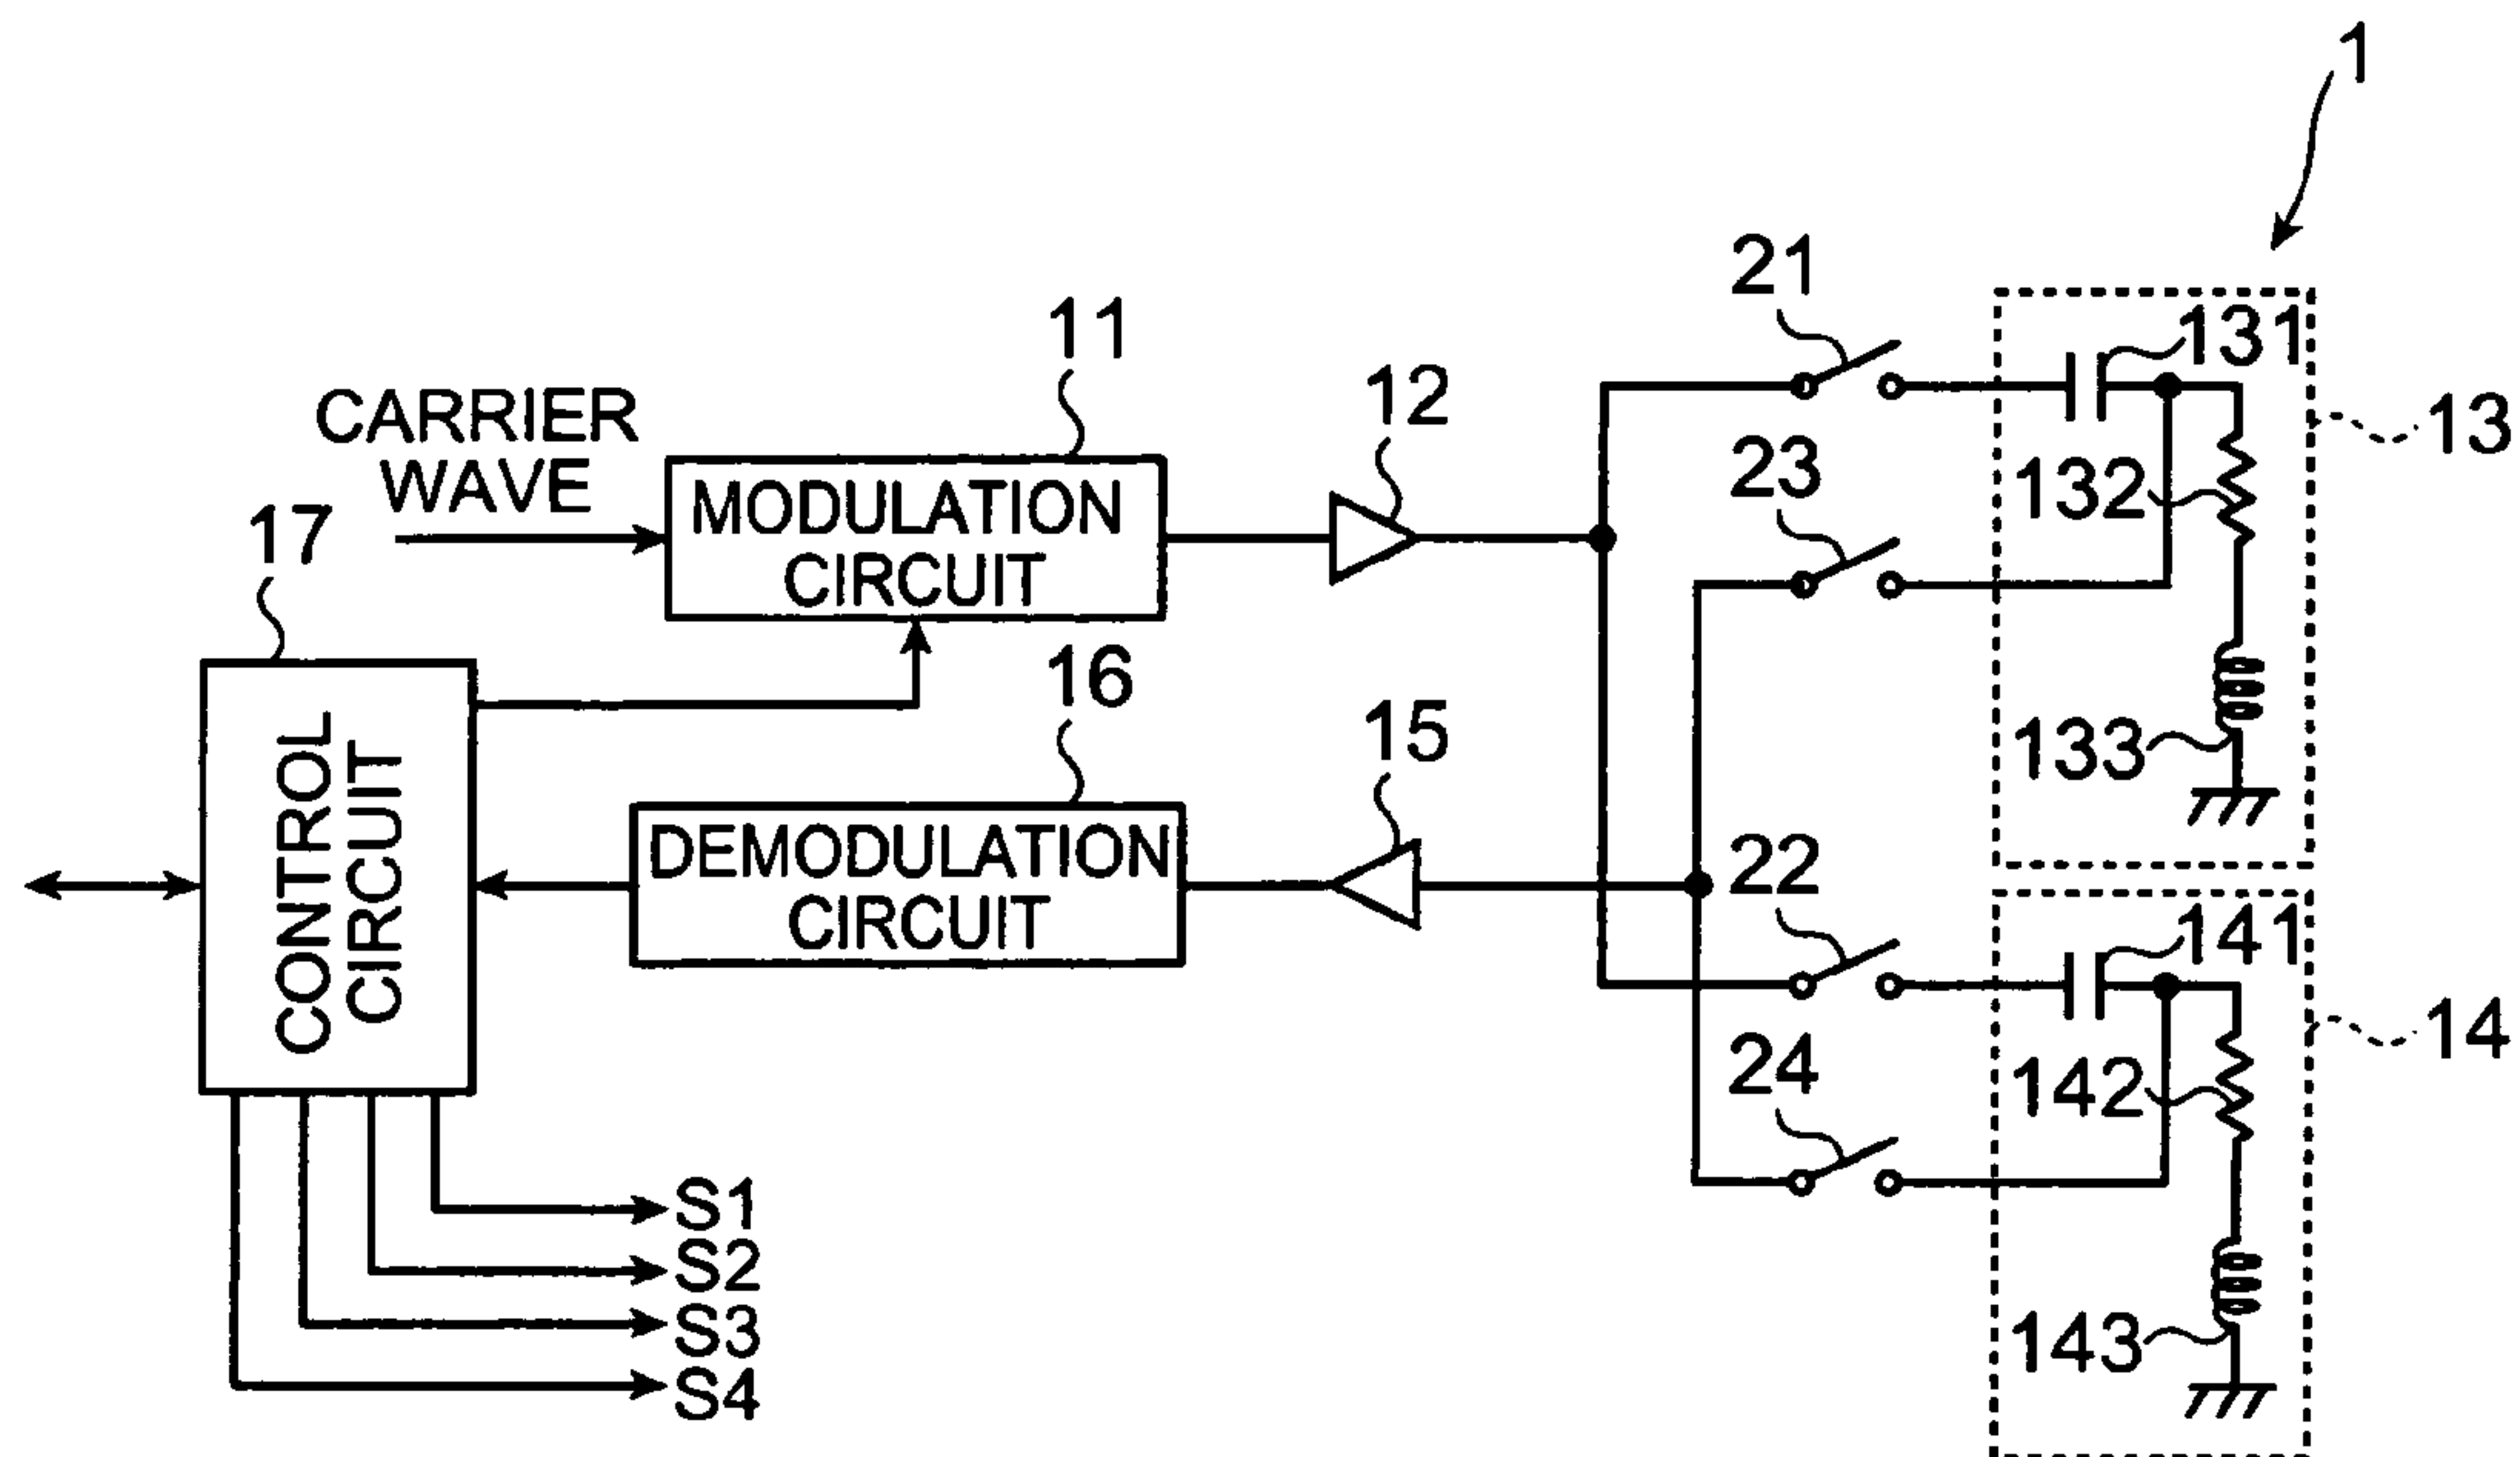 1
21
11
131
12
CARRIER
WAVE
13
23
132
MODULATION
CIRCUIT
17
16
15
133
CONTROL
CIRCUIT
DEMODULATION
CIRCUIT
22
141
14
24
142
S1
S2
S3
S4
143